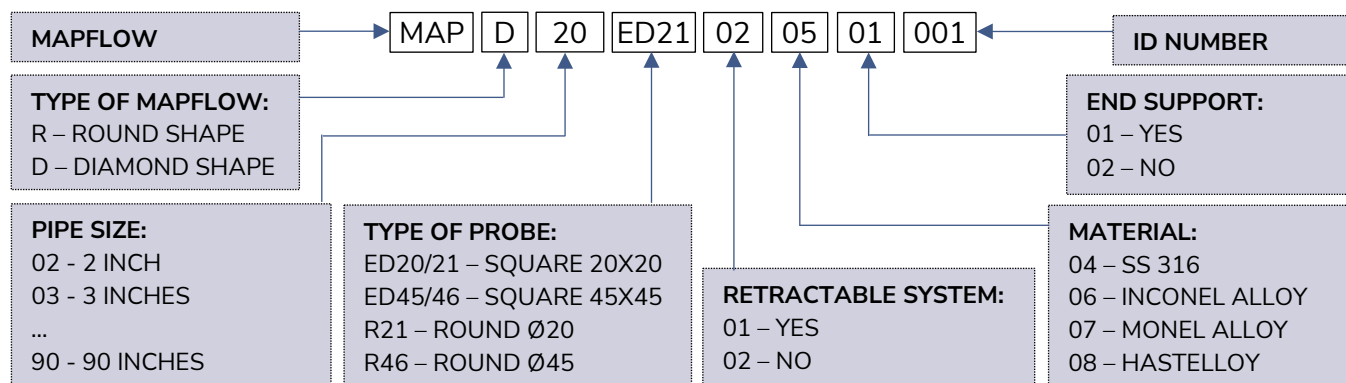 MAPFLOW
MAP D 20 ED21 02 05 01 001
ID NUMBER
TYPE OF MAPFLOW:
R – ROUND SHAPE
D – DIAMOND SHAPE
END SUPPORT:
01 – YES
02 – NO
PIPE SIZE:
02 - 2 INCH
03 - 3 INCHES
...
90 - 90 INCHES
TYPE OF PROBE:
ED20/21 – SQUARE 20X20
ED45/46 – SQUARE 45X45
R21 – ROUND Ø20
R46 – ROUND Ø45
RETRACTABLE SYSTEM:
01 – YES
02 – NO
MATERIAL:
04 – SS 316
06 – INCONEL ALLOY
07 – MONEL ALLOY
08 – HASTELLOY